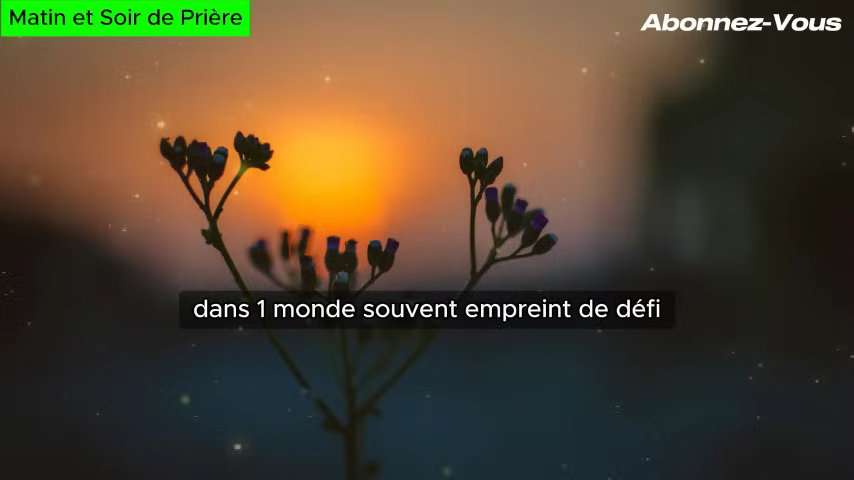 Matin et Soir de Prière
Abonnez-Vous
dans 1 monde souvent empreint de défi